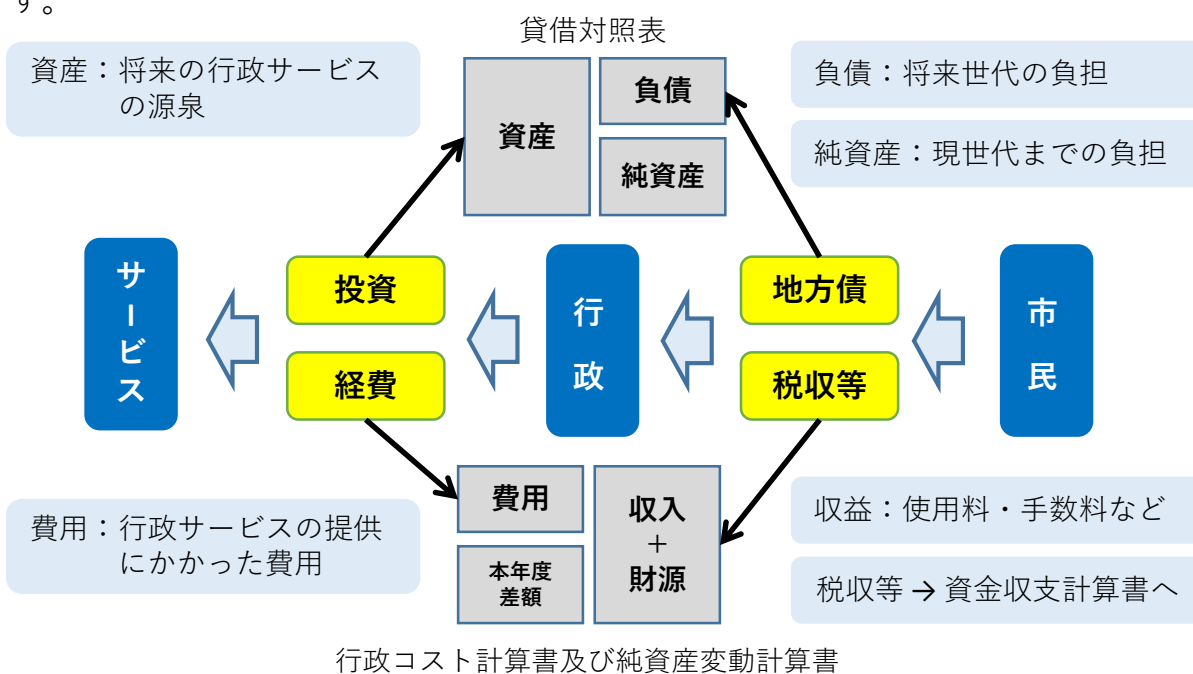 す。
貸借対照表
資産：将来の行政サービス
の源泉
資産
負債
純資産
負債：将来世代の負担
純資産：現世代までの負担
サービス
投資
経費
行政
地方債
税収等
市民
費用：行政サービスの提供
にかかった費用
費用
本年度
差額
収入
+
財源
収益：使用料・手数料など
税収等→資金収支計算書へ
行政コスト計算書及び純資産変動計算書